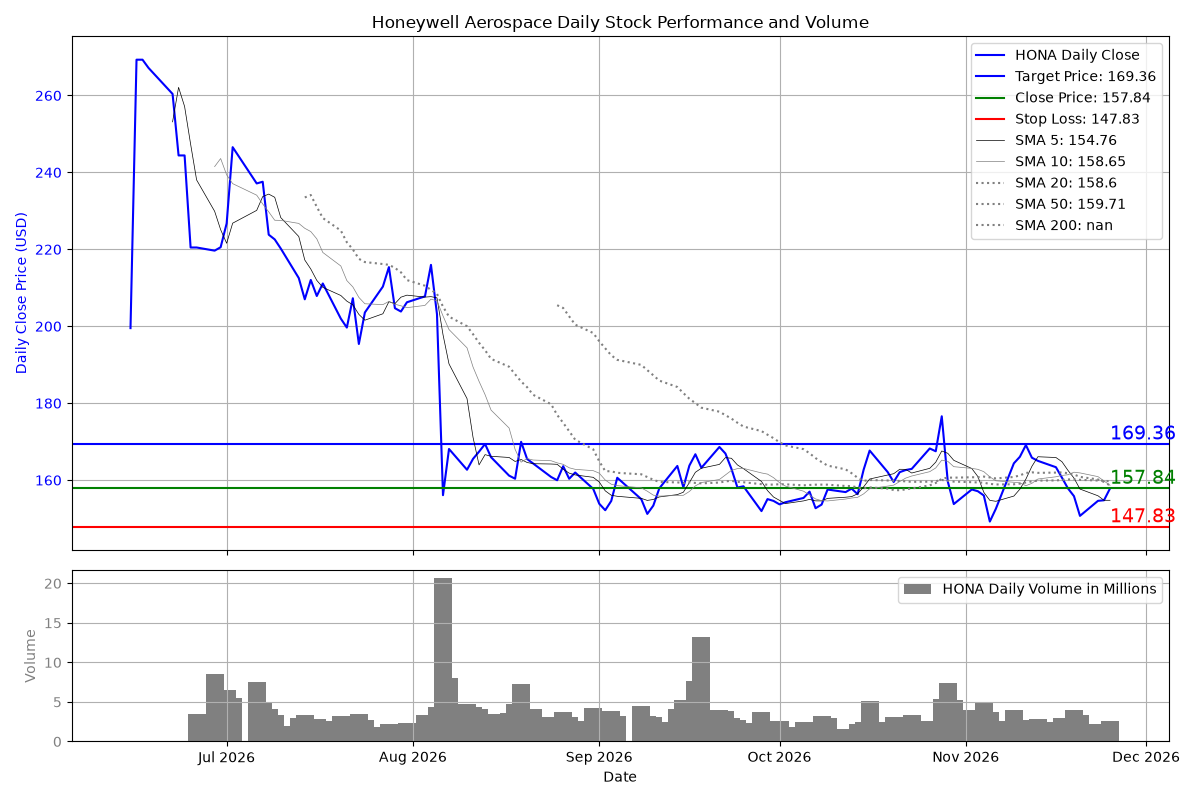 Honeywell Aerospace Daily Stock Performance and Volume
Daily Close Price (USD)
260
240
220
200
180
160
HONA Daily Close
Target Price: 169.36
Close Price: 157.84
Stop Loss: 147.83
SMA 5: 154.76
SMA 10: 158.65
SMA 20: 158.6
SMA 50: 159.71
SMA 200: nan
169.36
157.84
147.83
Volume
20
15
10
5
0
HONA Daily Volume in Millions
Jul 2026
Aug 2026
Sep 2026
Oct 2026
Nov 2026
Dec 2026
Date